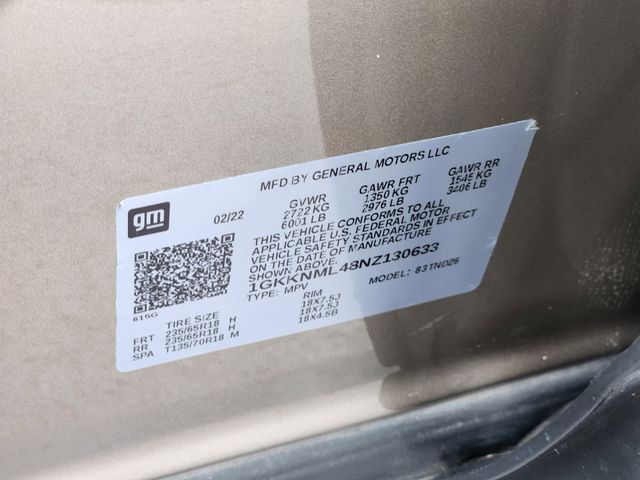 MFD BY GENERAL MOTORS LLC
gm
02/22
GVWR GAWR FRT GAWR RR
2722 KG 1350 KG 1545 KG
6001 LB 2976 LB 3406 LB
THIS VEHICLE CONFORMS TO ALL
APPLICABLE U.S. FEDERAL MOTOR
VEHICLE SAFETY STANDARDS IN EFFECT
ON THE DATE OF MANUFACTURE
SHOWN ABOVE.
1GKKNML48NZ130633
TYPE: MPV MODEL: 83TND26
615G
TIRE SIZE RIM
FRT 235/65R18 H 18X7.5J
RR 235/65R18 H 18X7.5J
SPA T135/70R18 M 18X4.5B